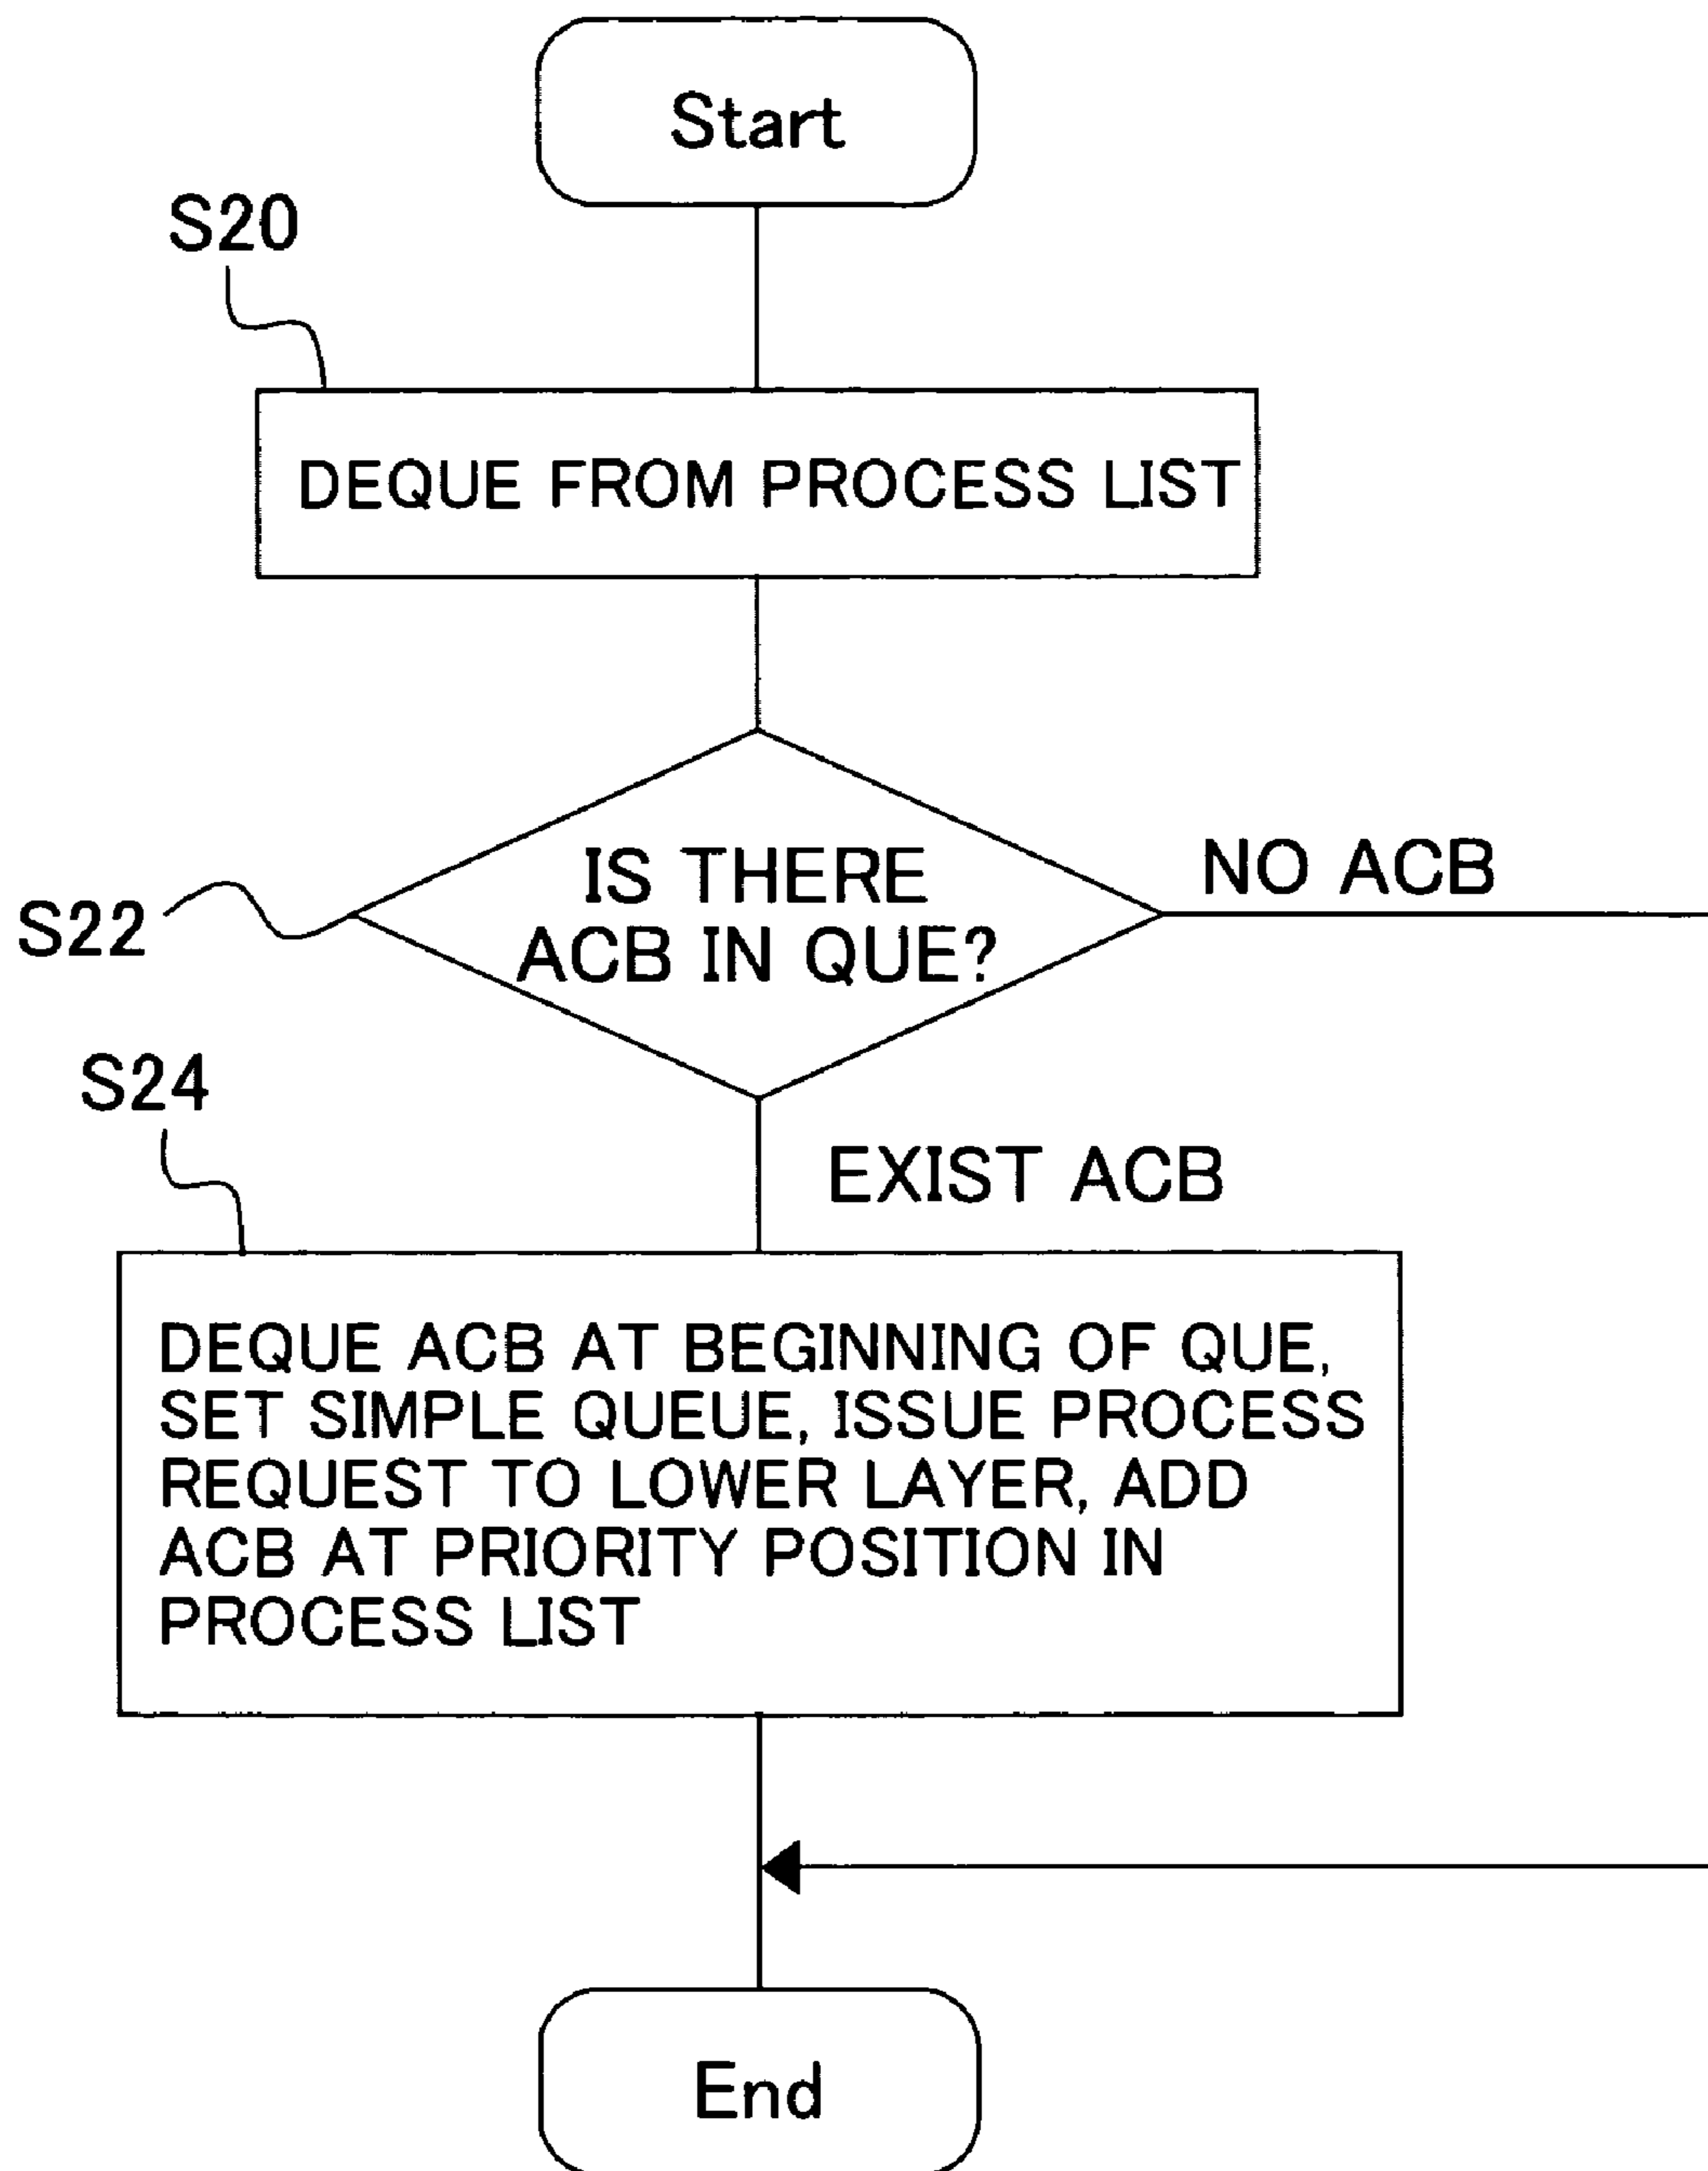 Start
S20
DEQUE FROM PROCESS LIST
IS THERE
ACB IN QUE?
NO ACB
S22
S24
EXIST ACB
DEQUE ACB AT BEGINNING OF QUE,
SET SIMPLE QUEUE, ISSUE PROCESS
REQUEST TO LOWER LAYER, ADD
ACB AT PRIORITY POSITION IN
PROCESS LIST
End